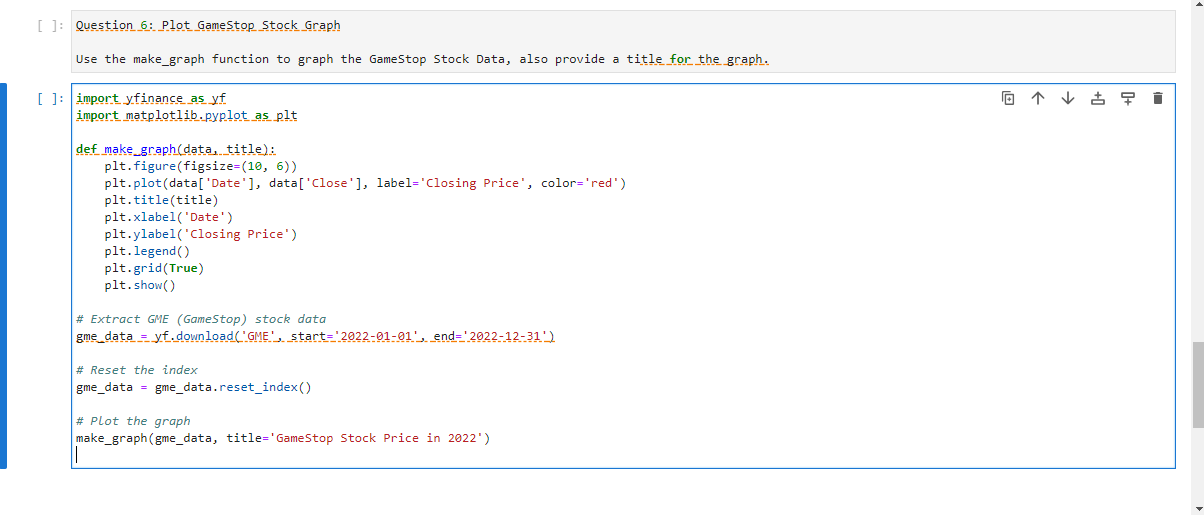 [ ]: Question 6: Plot GameStop Stock Graph
Use the make_graph function to graph the GameStop Stock Data, also provide a title for the graph.
[ ]: import yfinance as yf
import matplotlib.pyplot as plt
def make_graph(data, title):
    plt.figure(figsize=(10, 6))
    plt.plot(data['Date'], data['Close'], label='Closing Price', color='red')
    plt.title(title)
    plt.xlabel('Date')
    plt.ylabel('Closing Price')
    plt.legend()
    plt.grid(True)
    plt.show()
# Extract GME (GameStop) stock data
gme_data = yf.download('GME', start='2022-01-01', end='2022-12-31')
# Reset the index
gme_data = gme_data.reset_index()
# Plot the graph
make_graph(gme_data, title='GameStop Stock Price in 2022')